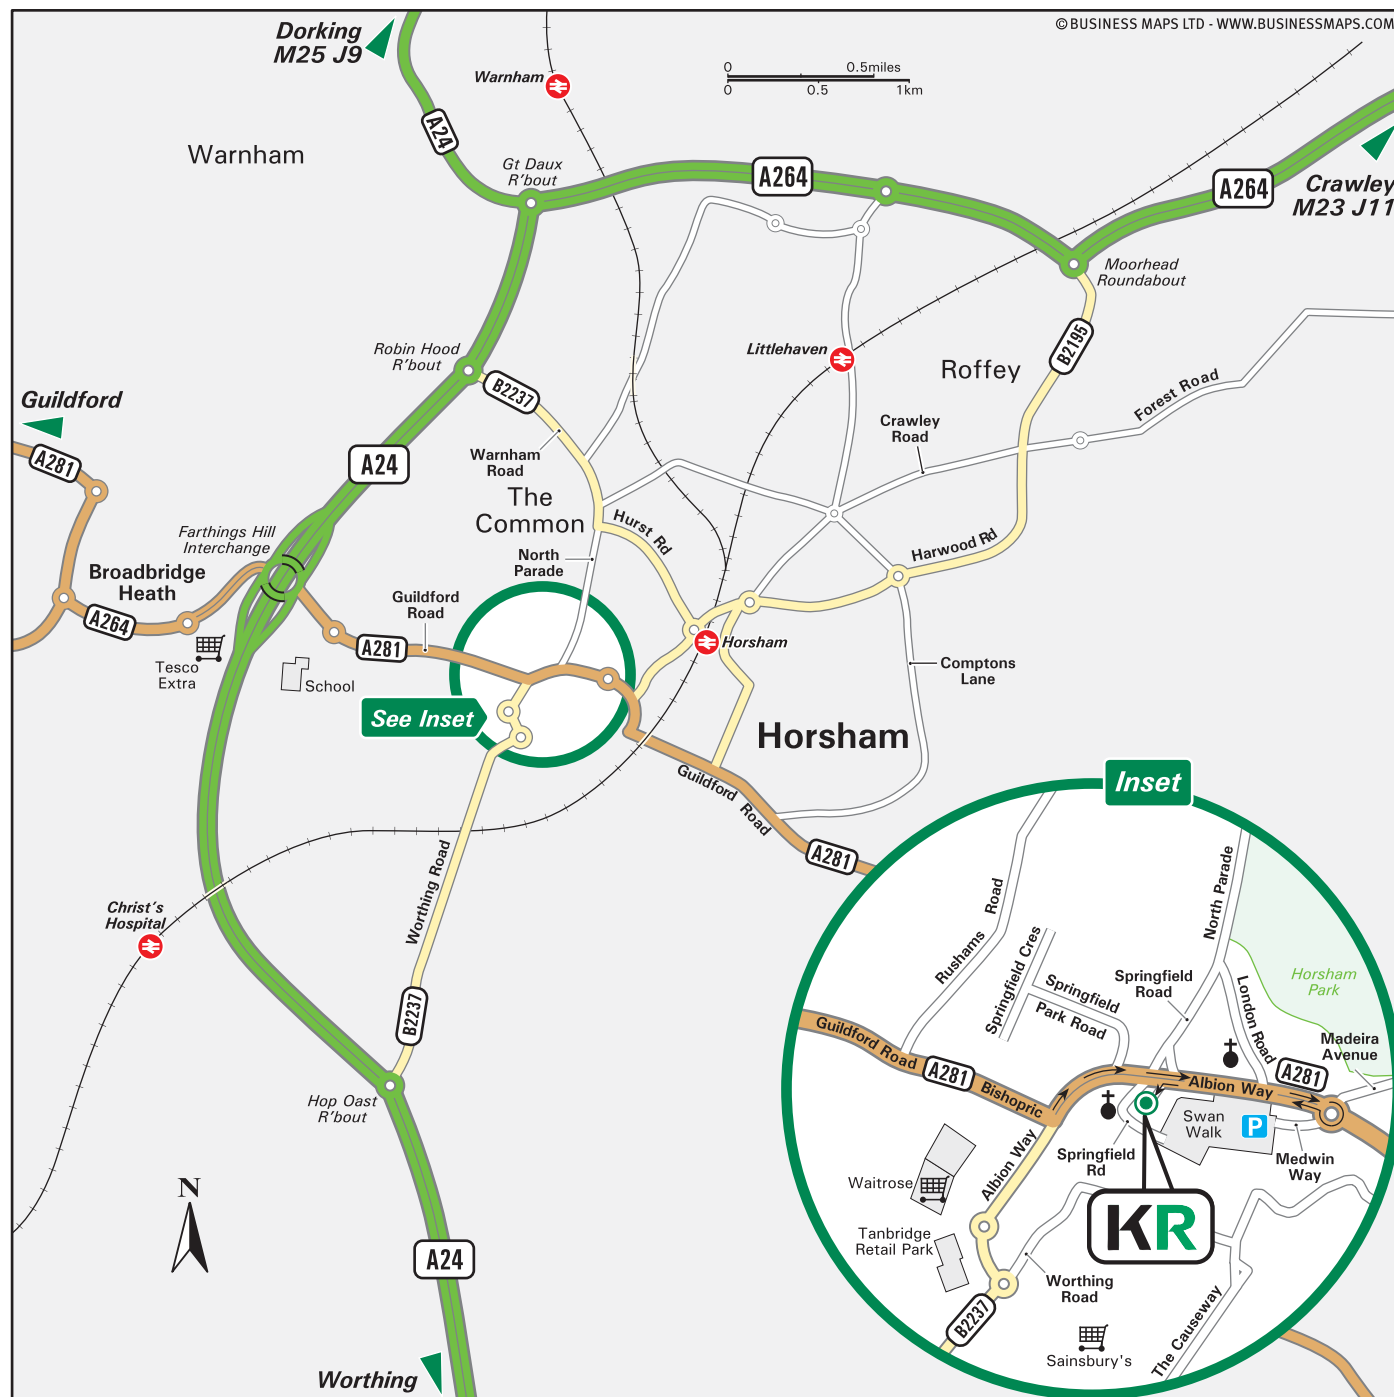 © BUSINESS MAPS LTD - WWW.BUSINESSMAPS.COM
Dorking
M25 J9
Warnham
0 0.5miles
0 0.5 1km
A24
Warnham
Gt Daux
R'bout
A264
A264
Crawley
M23 J11
Moorhead
Roundabout
Robin Hood
R'bout
B2237
Littlehaven
Roffey
B2195
Forest Road
Guildford
A281
A24
Warnham
Road
Crawley
Road
The
Common
Hurst Rd
Harwood Rd
Farthings Hill
Interchange
North
Parade
Broadbridge
Heath
A264
Guildford
Road
A281
Horsham
Comptons
Lane
Tesco
Extra
School
See Inset
Horsham
Guildford Road
A281
Worthing Road
Christ's
Hospital
B2237
Hop Oast
R'bout
N
A24
Worthing
Inset
Rushams Road
North Parade
Springfield Cres
Springfield
Park Road
Springfield
Road
London Road
Horsham
Park
Madeira
Avenue
Guildford Road
A281
Bishopric
Albion Way
A281
Swan
Walk
P
Springfield
Rd
Medwin
Way
Albion Way
Waitrose
KR
Tanbridge
Retail Park
Worthing
Road
B2237
Sainsbury's
The Causeway